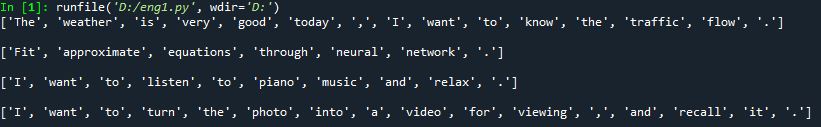 In [1]: runfile('D:/eng1.py', wdir='D:')
['The', 'weather', 'is', 'very', 'good', 'today', ',', 'I', 'want', 'to', 'know', 'the', 'traffic', 'flow', '.']
['Fit', 'approximate', 'equations', 'through', 'neural', 'network', '.']
['I', 'want', 'to', 'listen', 'to', 'piano', 'music', 'and', 'relax', '.']
['I', 'want', 'to', 'turn', 'the', 'photo', 'into', 'a', 'video', 'for', 'viewing', ',', 'and', 'recall', 'it', '.']